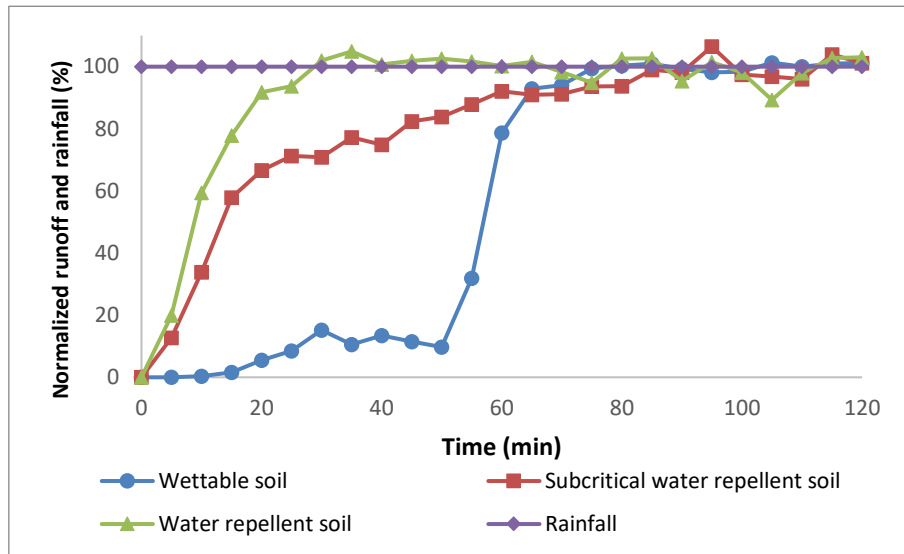 Normalized runoff and rainfall (%)
100
80
60
40
20
0
0 20 40 60 80 100 120
Time (min)
Wettable soil
Subcritical water repellent soil
Water repellent soil
Rainfall